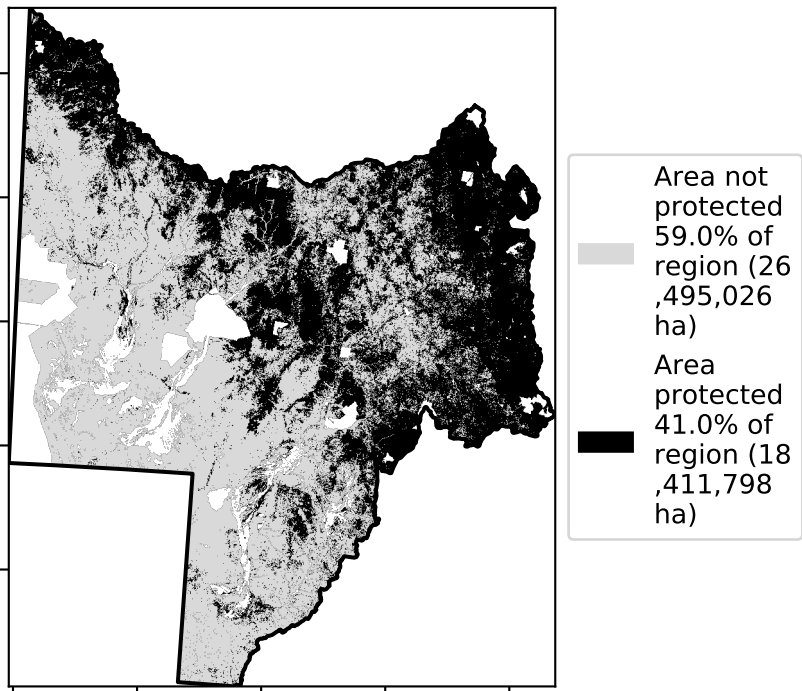 Area not
protected
59.0% of
region (26
,495,026
ha)
Area
protected
41.0% of
region (18
,411,798
ha)